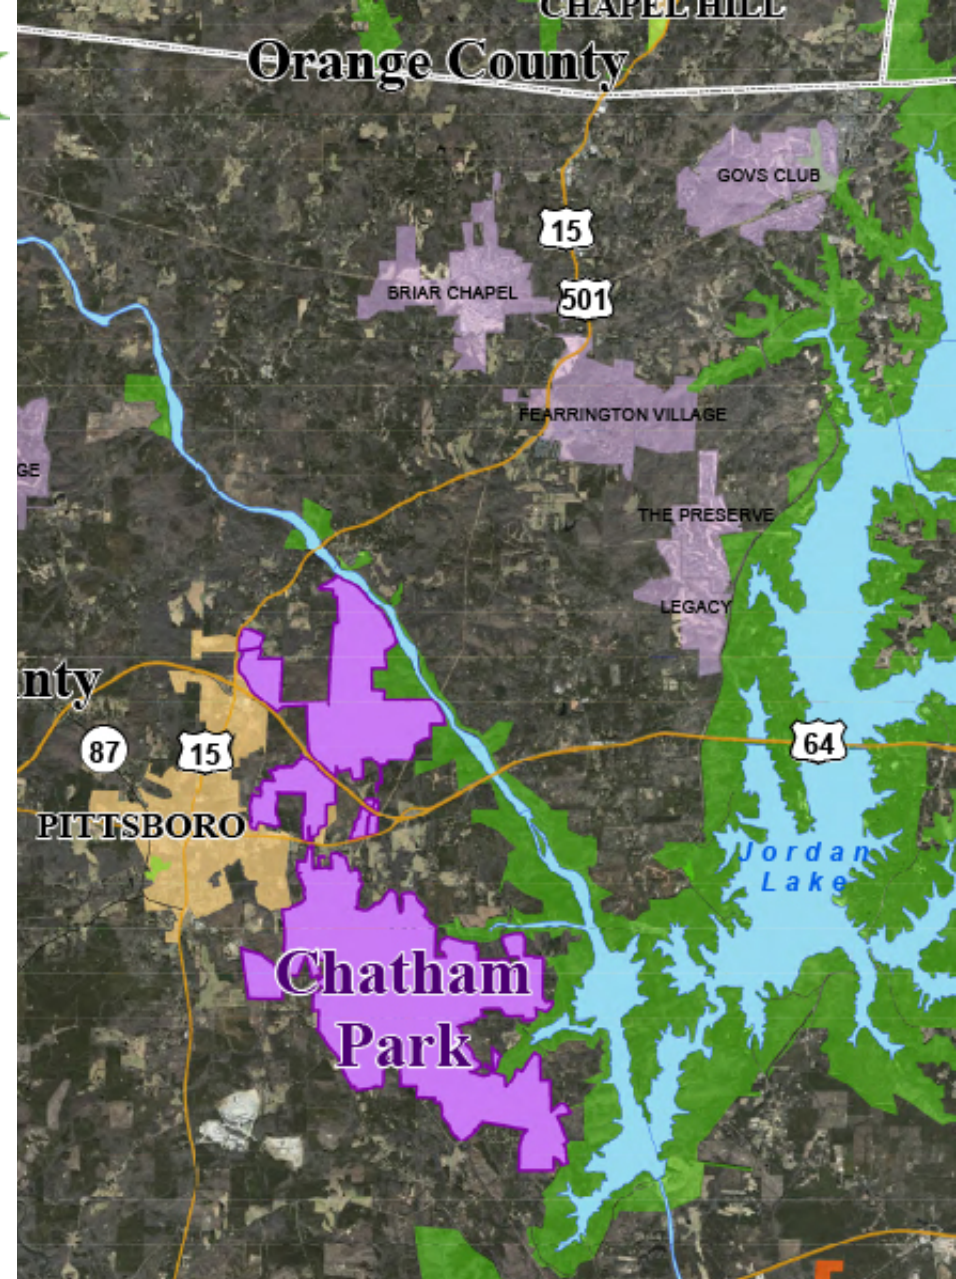 CHAPEL HILL
Orange County
GOVS CLUB
15
BRIAR CHAPEL
501
FEARRINGTON VILLAGE
GE
THE PRESERVE
LEGACY
nty
87
15
64
PITTSBORO
Jordan
Lake
Chatham
Park